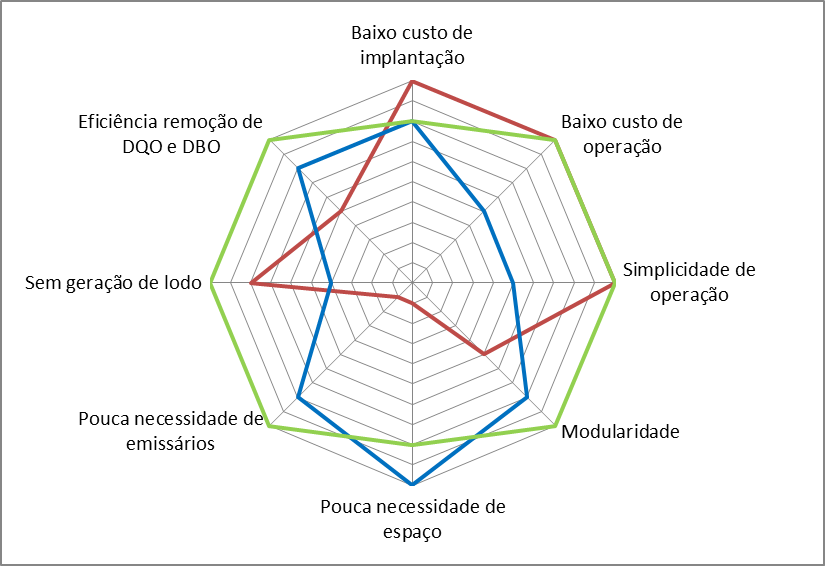 Baixo custo de
implantação
Baixo custo de
operação
Simplicidade de
operação
Modularidade
Pouca necessidade de
espaço
Pouca necessidade de
emissários
Sem geração de lodo
Eficiência remoção de
DQO e DBO